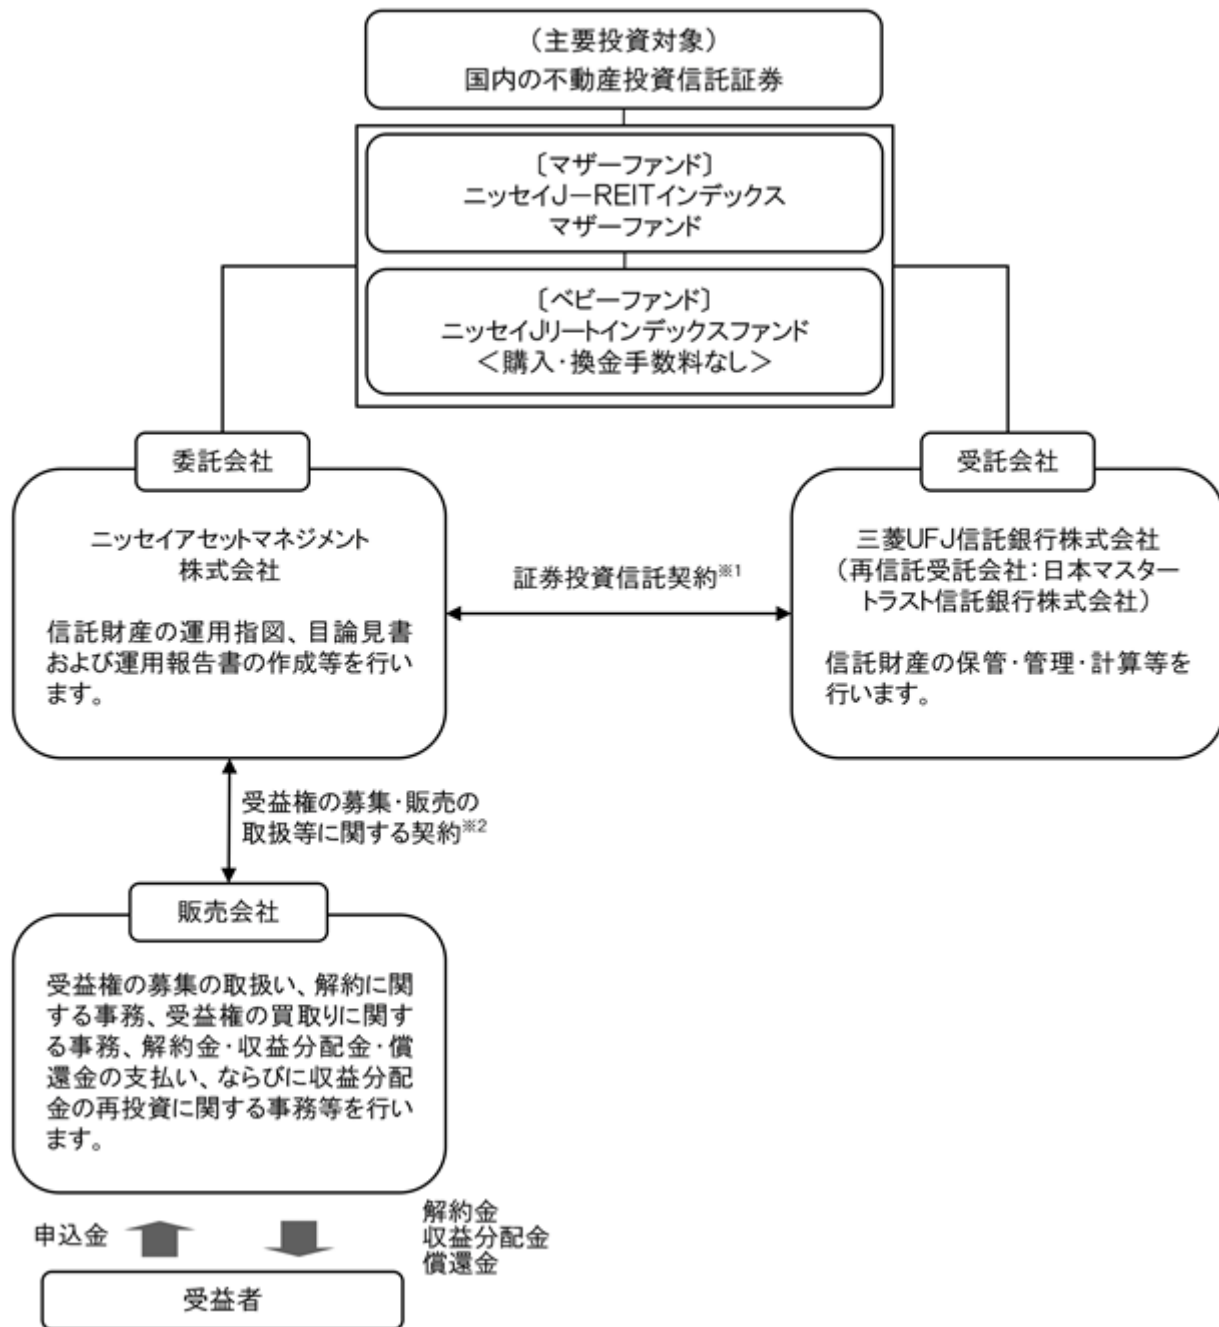 （主要投資対象）
国内の不動産投資信託証券
〔マザーファンド〕
ニッセイJ－REITインデックス
マザーファンド
〔ベビーファンド〕
ニッセイJリートインデックスファンド
＜購入・換金手数料なし＞
委託会社
ニッセイアセットマネジメント
株式会社
信託財産の運用指図、目論見書
および運用報告書の作成等を行い
ます。
証券投資信託契約※1
受託会社
三菱UFJ信託銀行株式会社
（再信託受託会社：日本マスター
トラスト信託銀行株式会社）
信託財産の保管・管理・計算等を
行います。
受益権の募集・販売の
取扱等に関する契約※2
販売会社
受益権の募集の取扱い、解約に関
する事務、受益権の買取りに関す
る事務、解約金・収益分配金・償
還金の支払い、ならびに収益分配
金の再投資に関する事務等を行い
ます。
申込金
解約金
収益分配金
償還金
受益者